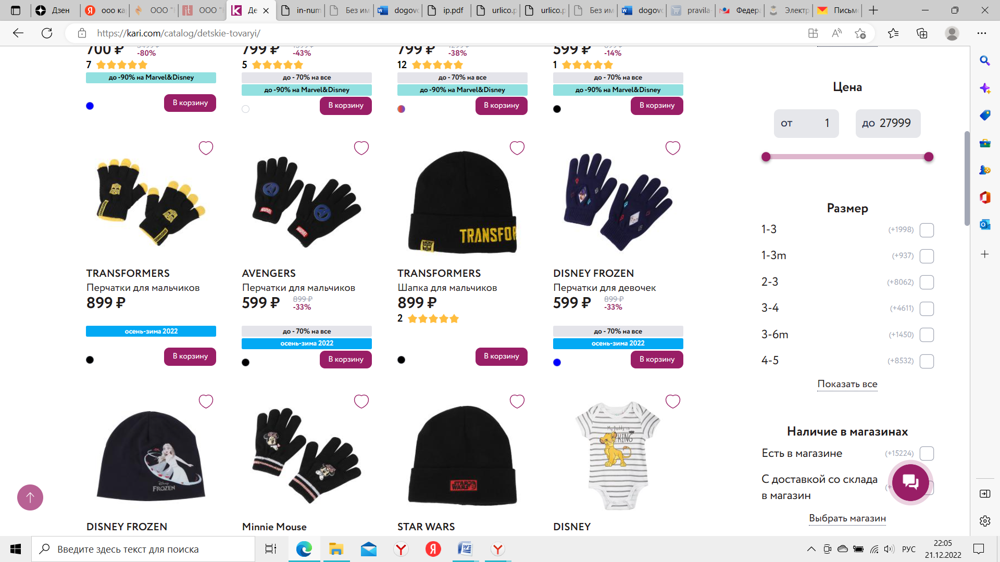 Дзен
ооо ка
ООО "
ООО "
Де
in-num
Без им
dogovo
ip.pdf
urlico.p
urlico.p
Без им
dogovo
pravila-
Федера
Электр
Письмо
https://kari.com/catalog/detskie-tovaryi/
700 ₽ -80%
799 ₽ -43%
799 ₽ -38%
599 ₽ -14%
7
5
12
1
до -90% на Marvel&Disney
до - 70% на все
до - 70% на все
до - 70% на все
до -90% на Marvel&Disney
до -90% на Marvel&Disney
до -90% на Marvel&Disney
В корзину
В корзину
В корзину
В корзину
MARVEL
MARVEL
TRANSFOR
TRANSFORMERS
Перчатки для мальчиков
899 ₽
осень-зима 2022
В корзину
AVENGERS
Перчатки для мальчиков
599 ₽ 899 ₽
-33%
до - 70% на все
осень-зима 2022
В корзину
TRANSFORMERS
Шапка для мальчиков
899 ₽
2
В корзину
DISNEY FROZEN
Перчатки для девочек
599 ₽ 899 ₽
-33%
до - 70% на все
осень-зима 2022
В корзину
Disney
FROZEN
STAR WARS
My Daddy is
KING
DISNEY FROZEN
Minnie Mouse
STAR WARS
DISNEY
Цена
от 1
до 27999
Размер
1-3 (+1998)
1-3m (+937)
2-3 (+8062)
3-4 (+4611)
3-6m (+1450)
4-5 (+8532)
Показать все
Наличие в магазинах
Есть в магазине (+15224)
С доставкой со склада
в магазин
Выбрать магазин
Введите здесь текст для поиска
РУС
22:05
21.12.2022